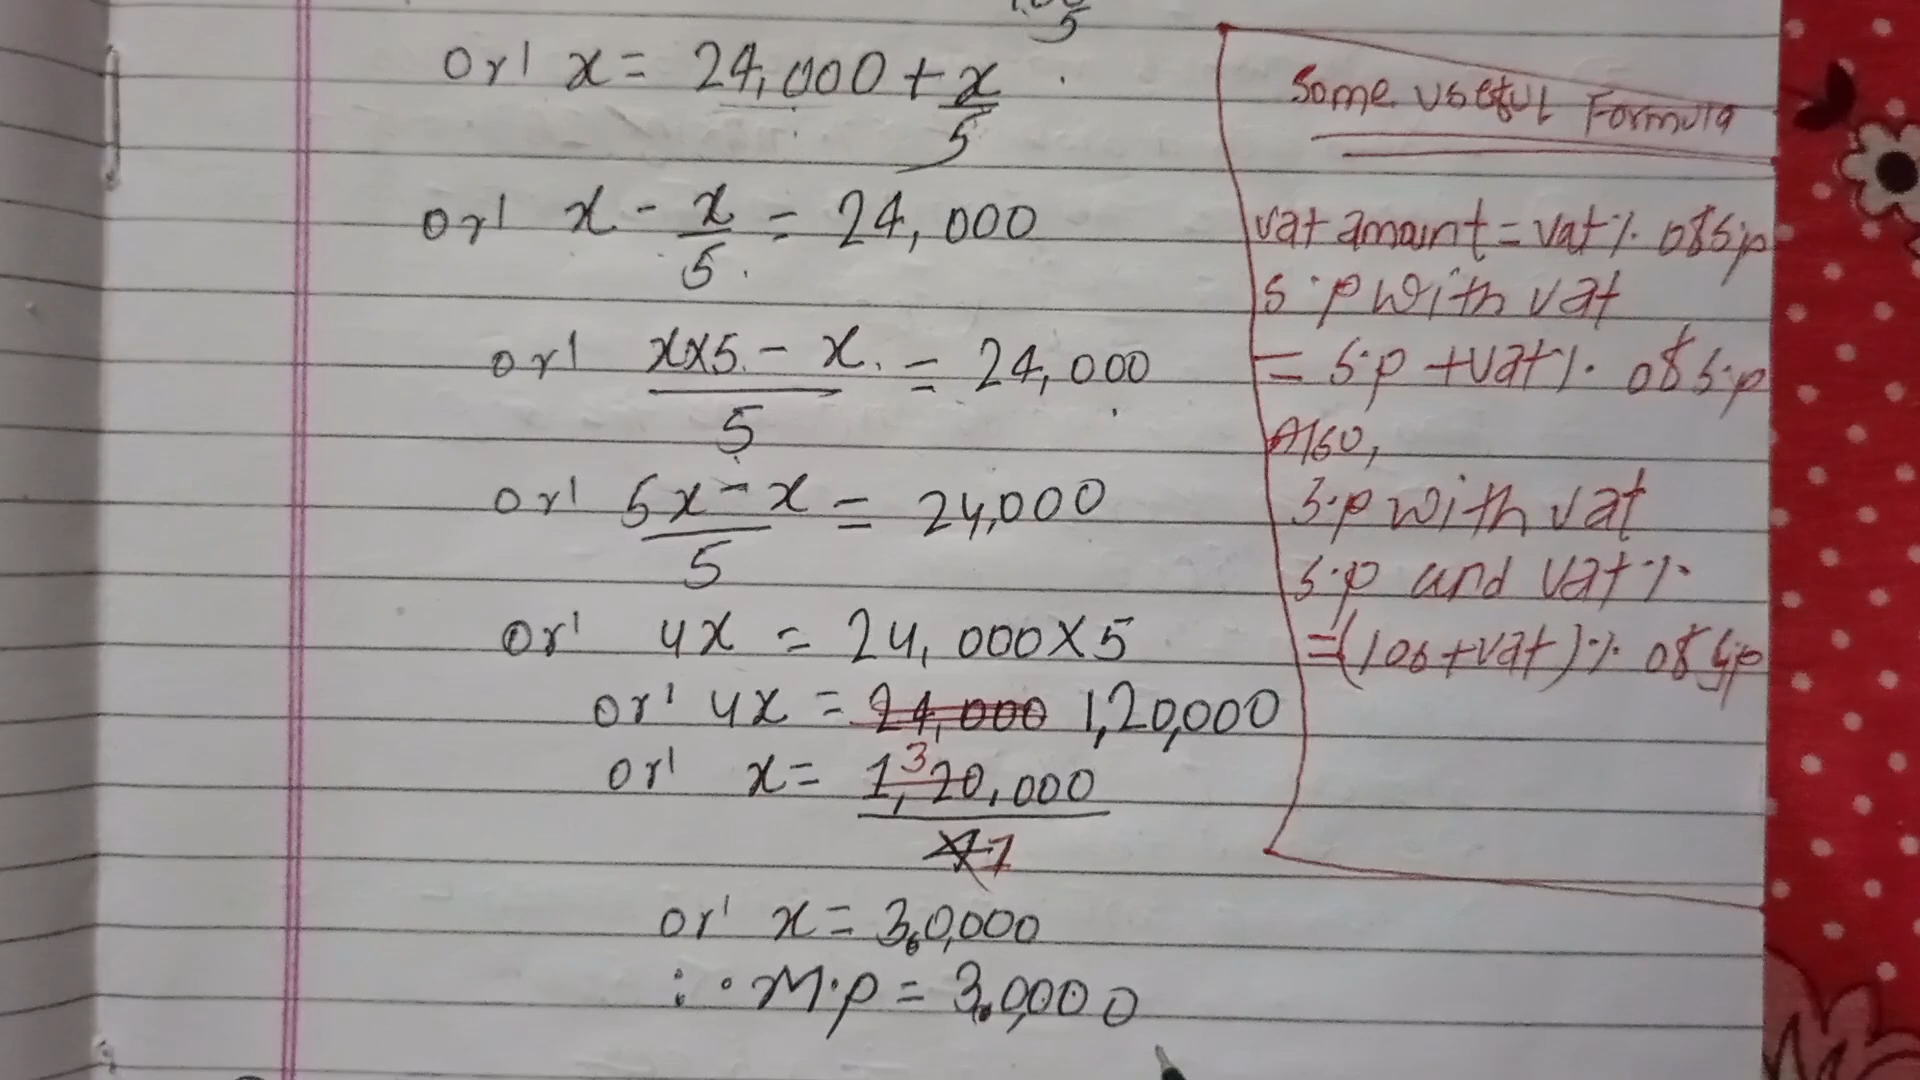 5
or' x = 24,000 + x/5
or' x - x/5 = 24,000
or' x×5 - x/5 = 24,000
or' 5x - x/5 = 24,000
or' 4x = 24,000×5
or' 4x = 24,000 1,20,000
or' x = 1,20,000/4 3 1
or' x = 30,000
∴ M.p = 30,000
Some useful Formula
vat amount = vat % of s.p
s.p with vat
= s.p + vat % of s.p
Also,
s.p with vat
s.p and vat %
= (100 + vat) % of s.p